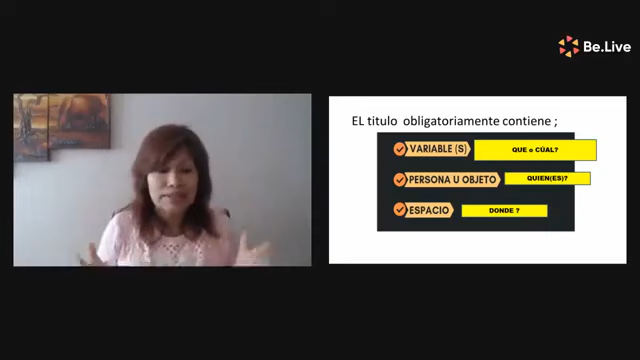 Be.Live
EL titulo obligatoriamente contiene ;
VARIABLE (S)
QUE o CÚAL?
PERSONA U OBJETO
QUIEN(ES)?
ESPACIO
DONDE ?